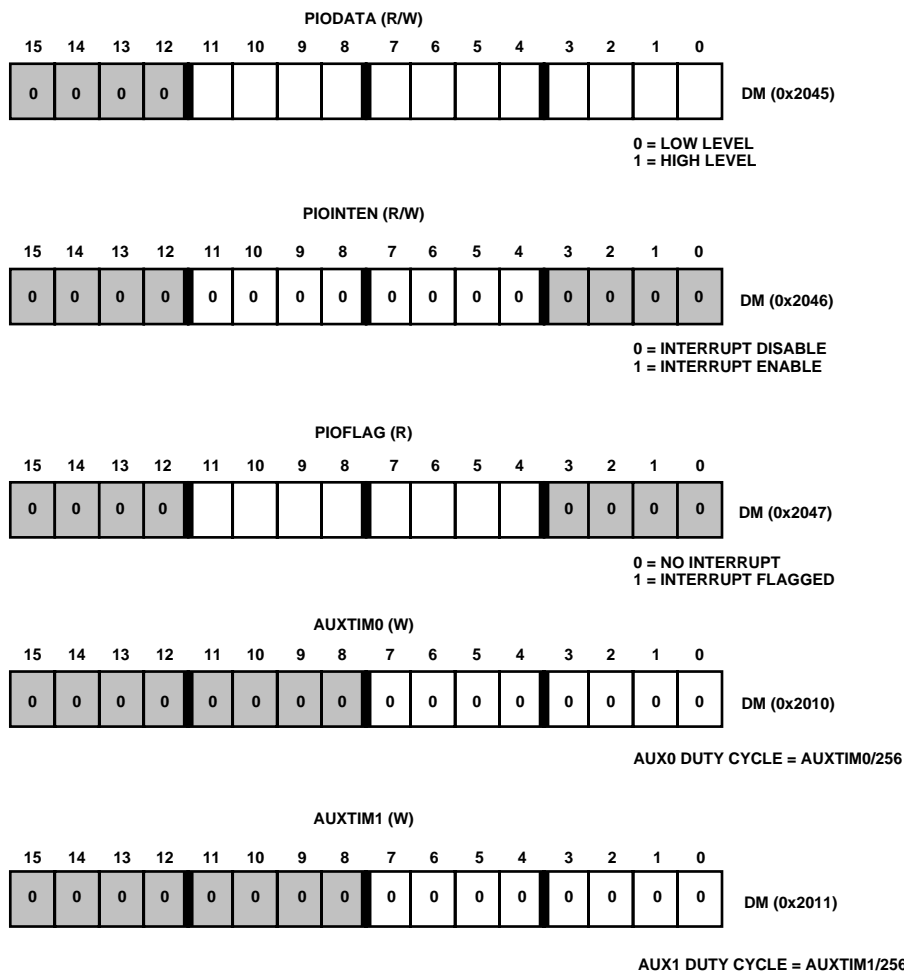 PIODATA (R/W)
15 14 13 12 11 10 9 8 7 6 5 4 3 2 1 0
0 0 0 0 DM (0x2045)
0 = LOW LEVEL
1 = HIGH LEVEL
PIOINTEN (R/W)
15 14 13 12 11 10 9 8 7 6 5 4 3 2 1 0
0 0 0 0 0 0 0 0 0 0 0 0 0 0 0 0 DM (0x2046)
0 = INTERRUPT DISABLE
1 = INTERRUPT ENABLE
PIOFLAG (R)
15 14 13 12 11 10 9 8 7 6 5 4 3 2 1 0
0 0 0 0 0 0 0 0 DM (0x2047)
0 = NO INTERRUPT
1 = INTERRUPT FLAGGED
AUXTIM0 (W)
15 14 13 12 11 10 9 8 7 6 5 4 3 2 1 0
0 0 0 0 0 0 0 0 0 0 0 0 0 0 0 0 DM (0x2010)
AUX0 DUTY CYCLE = AUXTIM0/256
AUXTIM1 (W)
15 14 13 12 11 10 9 8 7 6 5 4 3 2 1 0
0 0 0 0 0 0 0 0 0 0 0 0 0 0 0 0 DM (0x2011)
AUX1 DUTY CYCLE = AUXTIM1/256